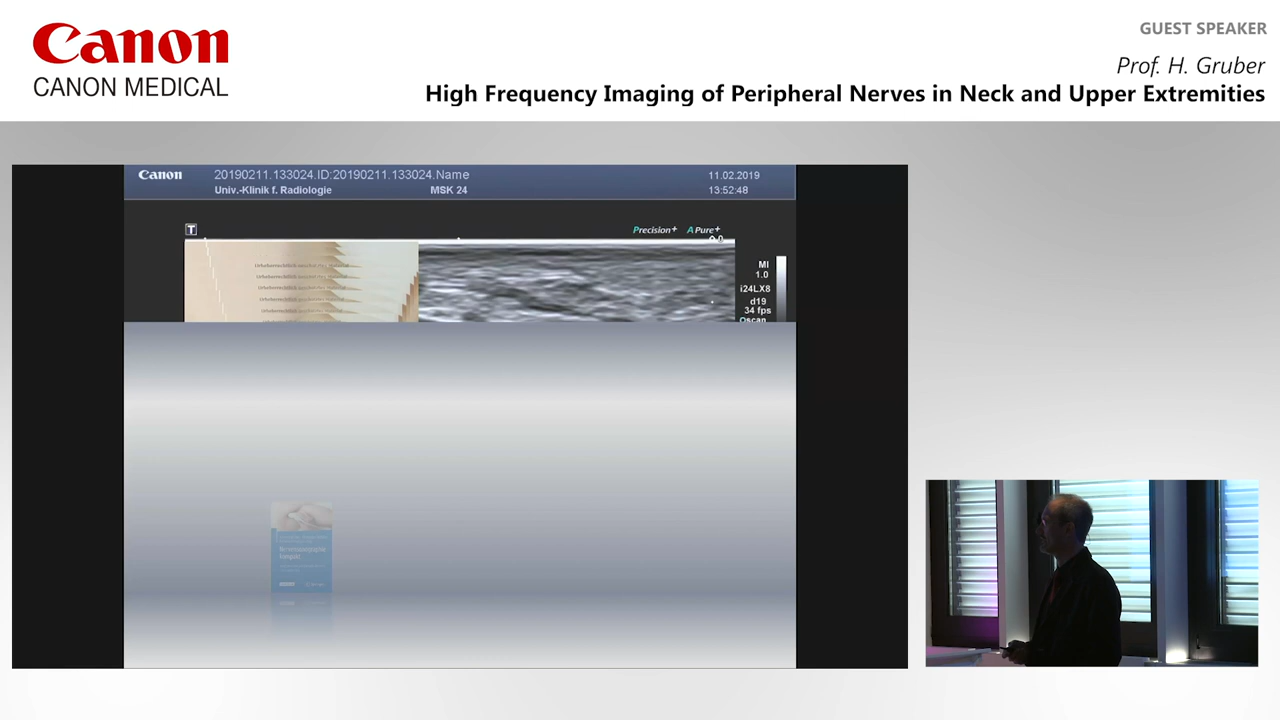 Canon
CANON MEDICAL
GUEST SPEAKER
Prof. H. Gruber
High Frequency Imaging of Peripheral Nerves in Neck and Upper Extremities
Canon
20190211.133024.ID:20190211.133024.Name
11.02.2019
Univ.-Klinik f. Radiologie
MSK 24
13:52:48
T
Precision+
APure+
MI
1.0
i24LX8
d19
34 fps
Qscan